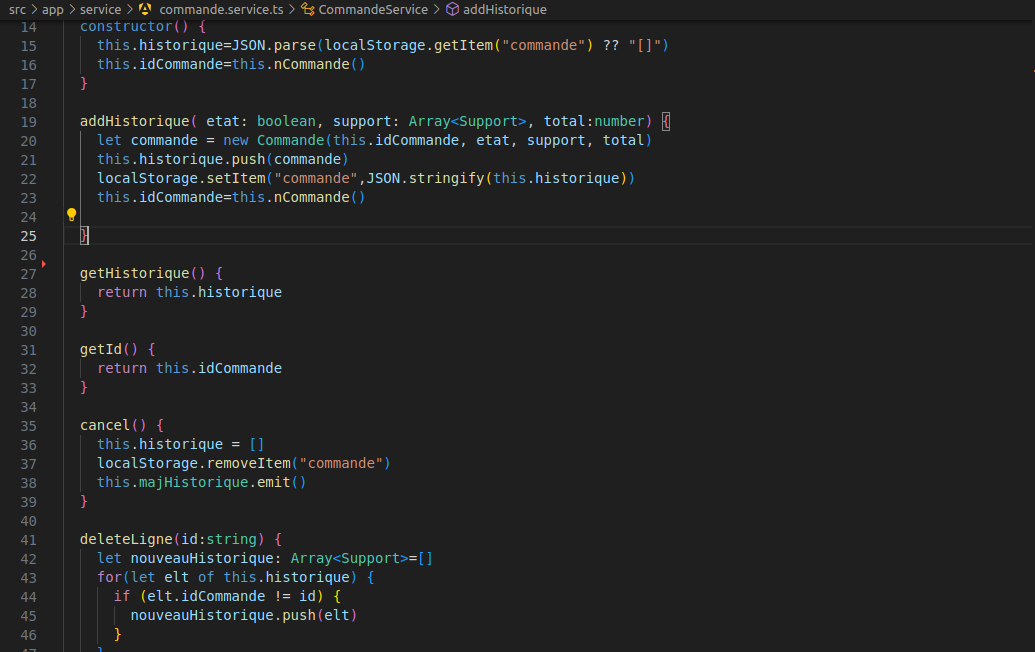 src > app > service > commande.service.ts > CommandeService > addHistorique
14 constructor() {
15 this.historique=JSON.parse(localStorage.getItem("commande") ?? "[]")
16 this.idCommande=this.nCommande()
17 }
18
19 addHistorique( etat: boolean, support: Array<Support>, total:number) {
20 let commande = new Commande(this.idCommande, etat, support, total)
21 this.historique.push(commande)
22 localStorage.setItem("commande",JSON.stringify(this.historique))
23 this.idCommande=this.nCommande()
24
25 }
26
27 getHistorique() {
28 return this.historique
29 }
30
31 getId() {
32 return this.idCommande
33 }
34
35 cancel() {
36 this.historique = []
37 localStorage.removeItem("commande")
38 this.majHistorique.emit()
39 }
40
41 deleteLigne(id:string) {
42 let nouveauHistorique: Array<Support>=[]
43 for(let elt of this.historique) {
44 if (elt.idCommande != id) {
45 nouveauHistorique.push(elt)
46 }
47 }